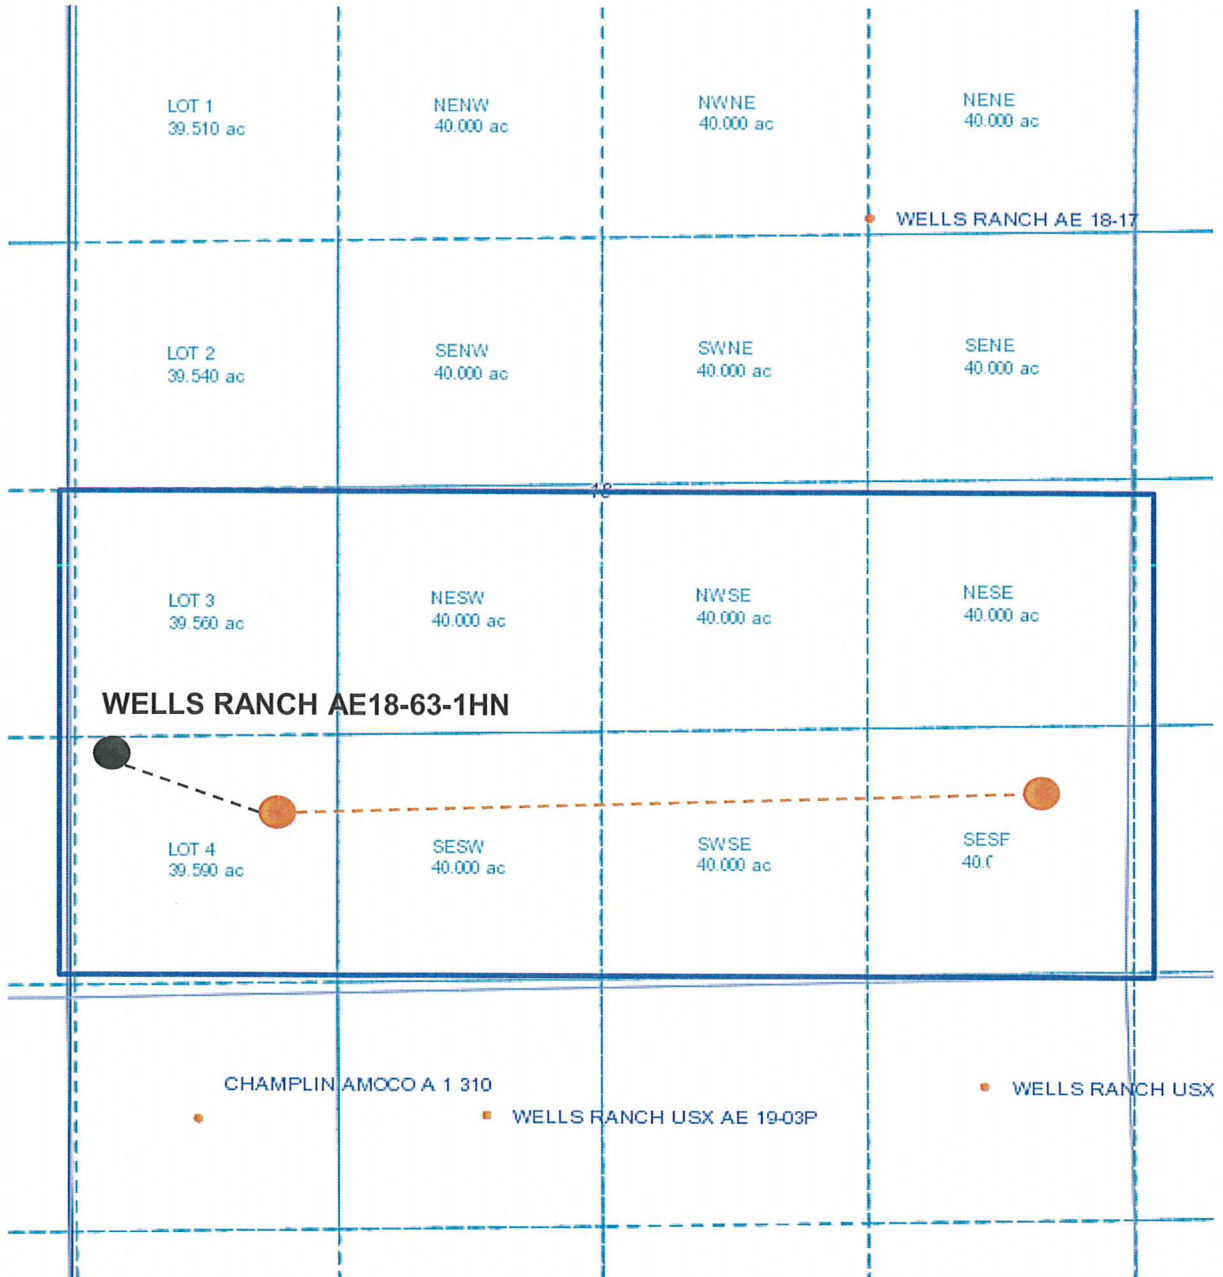 LOT 1
39.510 ac
NENW
40.000 ac
NWNE
40.000 ac
NENE
40.000 ac
WELLS RANCH AE 18-17
LOT 2
39.540 ac
SENW
40.000 ac
SWNE
40.000 ac
SENE
40.000 ac
18
LOT 3
39.560 ac
NESW
40.000 ac
NWSE
40.000 ac
NESE
40.000 ac
WELLS RANCH AE18-63-1HN
LOT 4
39.590 ac
SESW
40.000 ac
SWSE
40.000 ac
40.
CHAMPLIN AMOCO A 1 310
WELLS RANCH USX AE 19-03P
WELLS RANCH USX